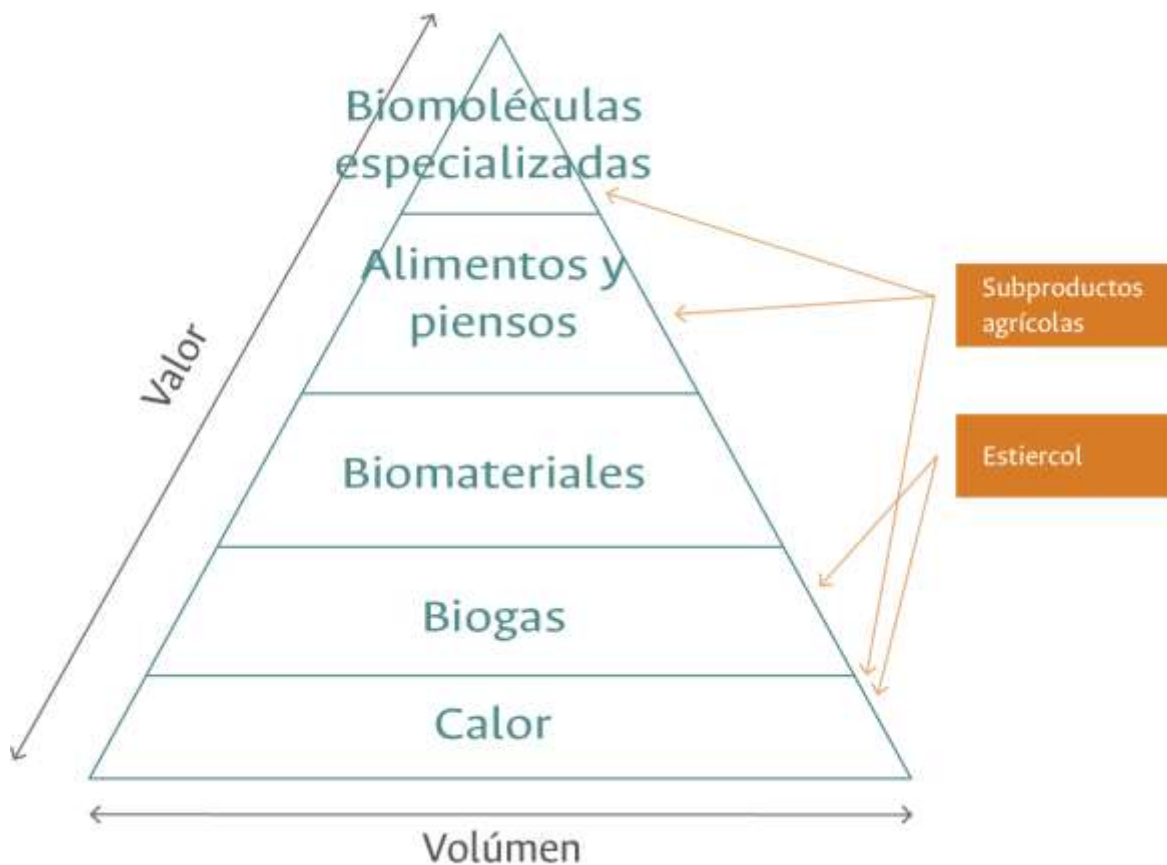 Biomoléculas
especializadas
Alimentos y
piensos
Biomateriales
Biogas
Calor
Valor
Volúmen
Subproductos
agrícolas
Estiercol